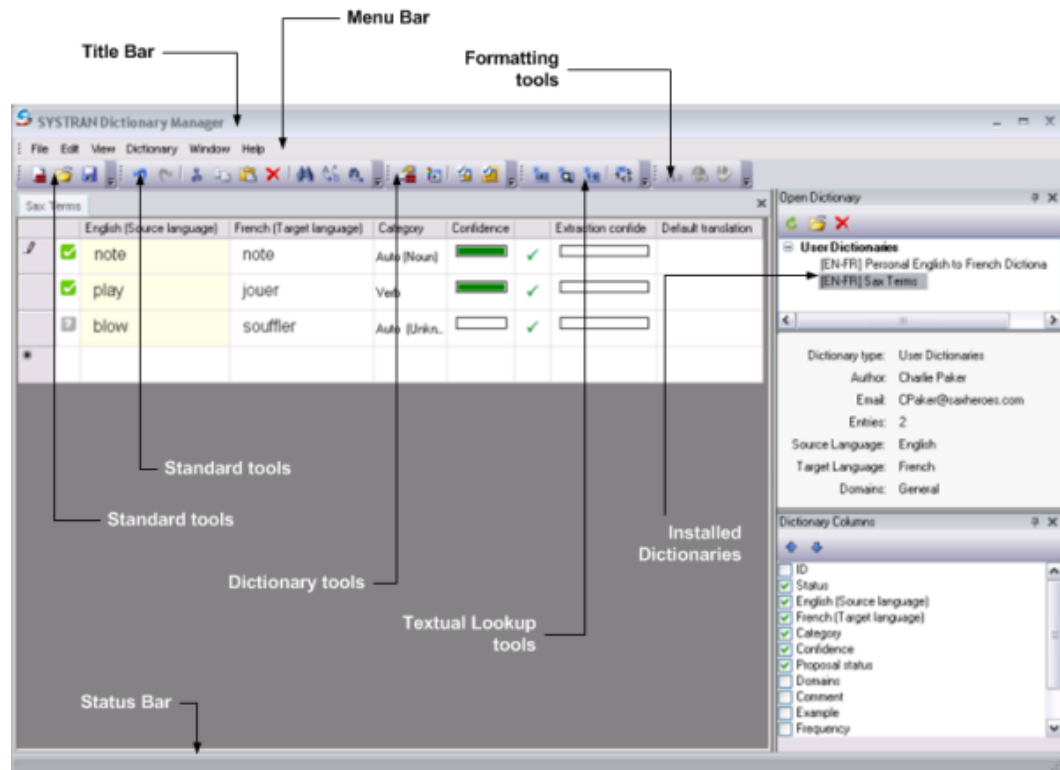 Menu Bar
Title Bar
Formatting
tools
SYSTRAN Dictionary Manager
File Edit View Dictionary Window Help
Sax Terms
English (Source language) French (Target language) Category Confidence Extraction confide Default translation
note note Auto (Noun)
play jouer Verb
blow souffler Auto (Unkn..
Standard tools
Standard tools
Dictionary tools
Textual Lookup
tools
Status Bar
Open Dictionary
User Dictionaries
[EN-FR] Personal English to French Dictiona
[EN-FR] Sax Terms
Dictionary type: User Dictionaries
Author: Charlie Paker
Email: CPaker@saxheroes.com
Entries: 2
Source Language: English
Target Language: French
Domains: General
Installed
Dictionaries
Dictionary Columns
ID
Status
English (Source language)
French (Target language)
Category
Confidence
Proposal status
Domains
Comment
Example
Frequency